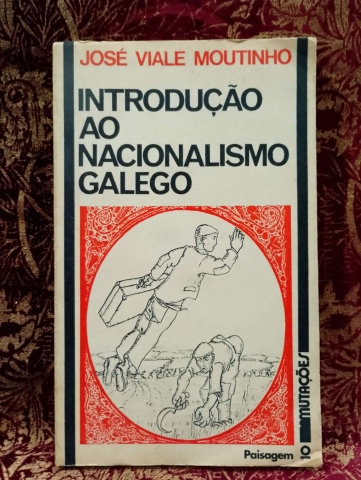 JOSÉ VIALE MOUTINHO
INTRODUÇÃO
AO
NACIONALISMO
GALEGO
MUTAÇÕES
10
Paisagem